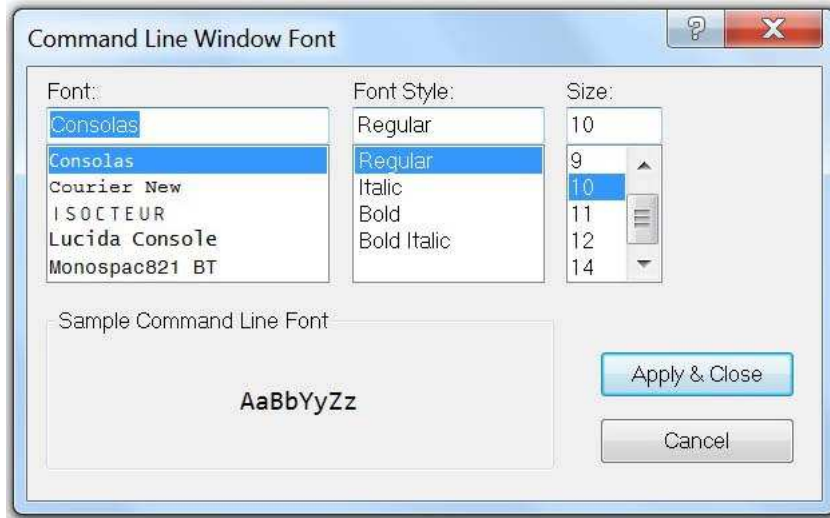 Command Line Window Font
Font: Font Style: Size:
Consolas Regular 10
Consolas Regular 9
Courier New Italic 10
ISOCTEUR Bold 11
Lucida Console Bold Italic 12
Monospac821 BT 14
Sample Command Line Font
AaBbYyZz
Apply & Close
Cancel